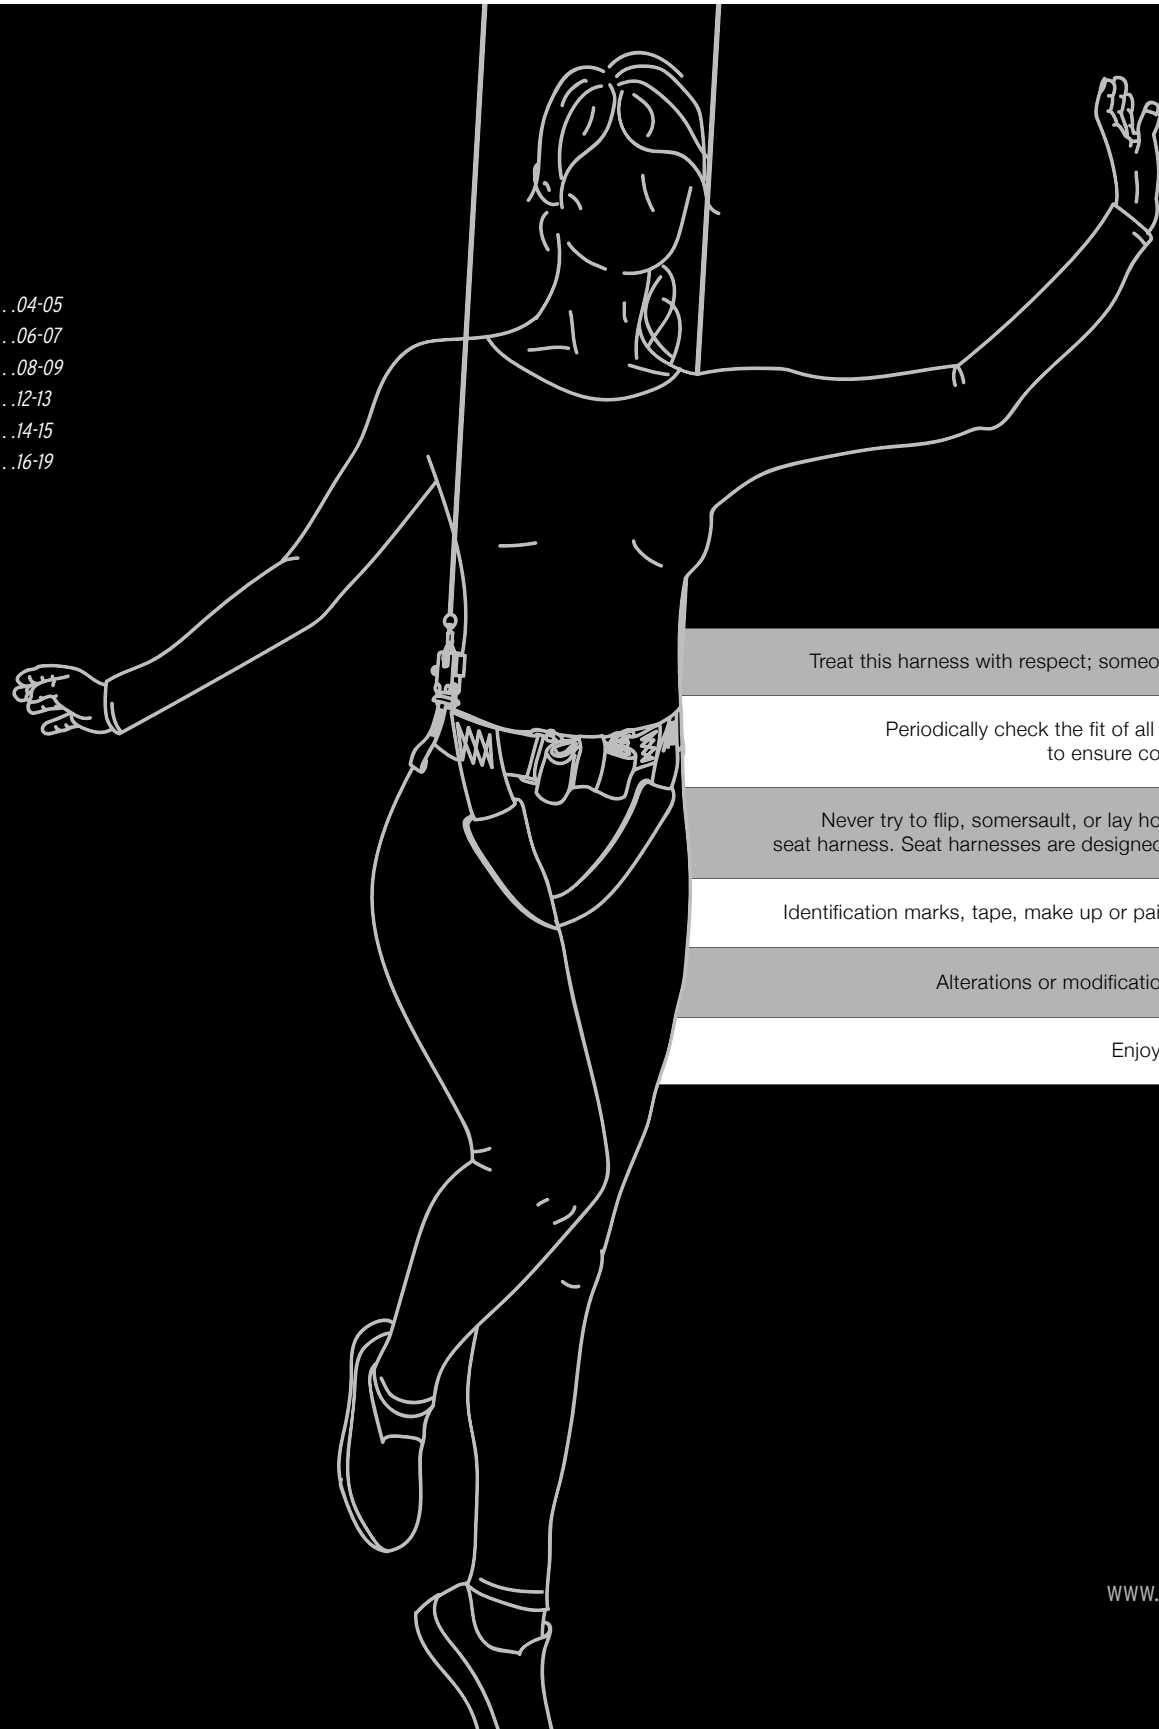 . .04-05
. .06-07
. .08-09
. .12-13
. .14-15
. .16-19
Treat this harness with respect; someo
Periodically check the fit of all
to ensure co
Never try to flip, somersault, or lay ho
seat harness. Seat harnesses are designed
Identification marks, tape, make up or pai
Alterations or modificatio
Enjoy
www.